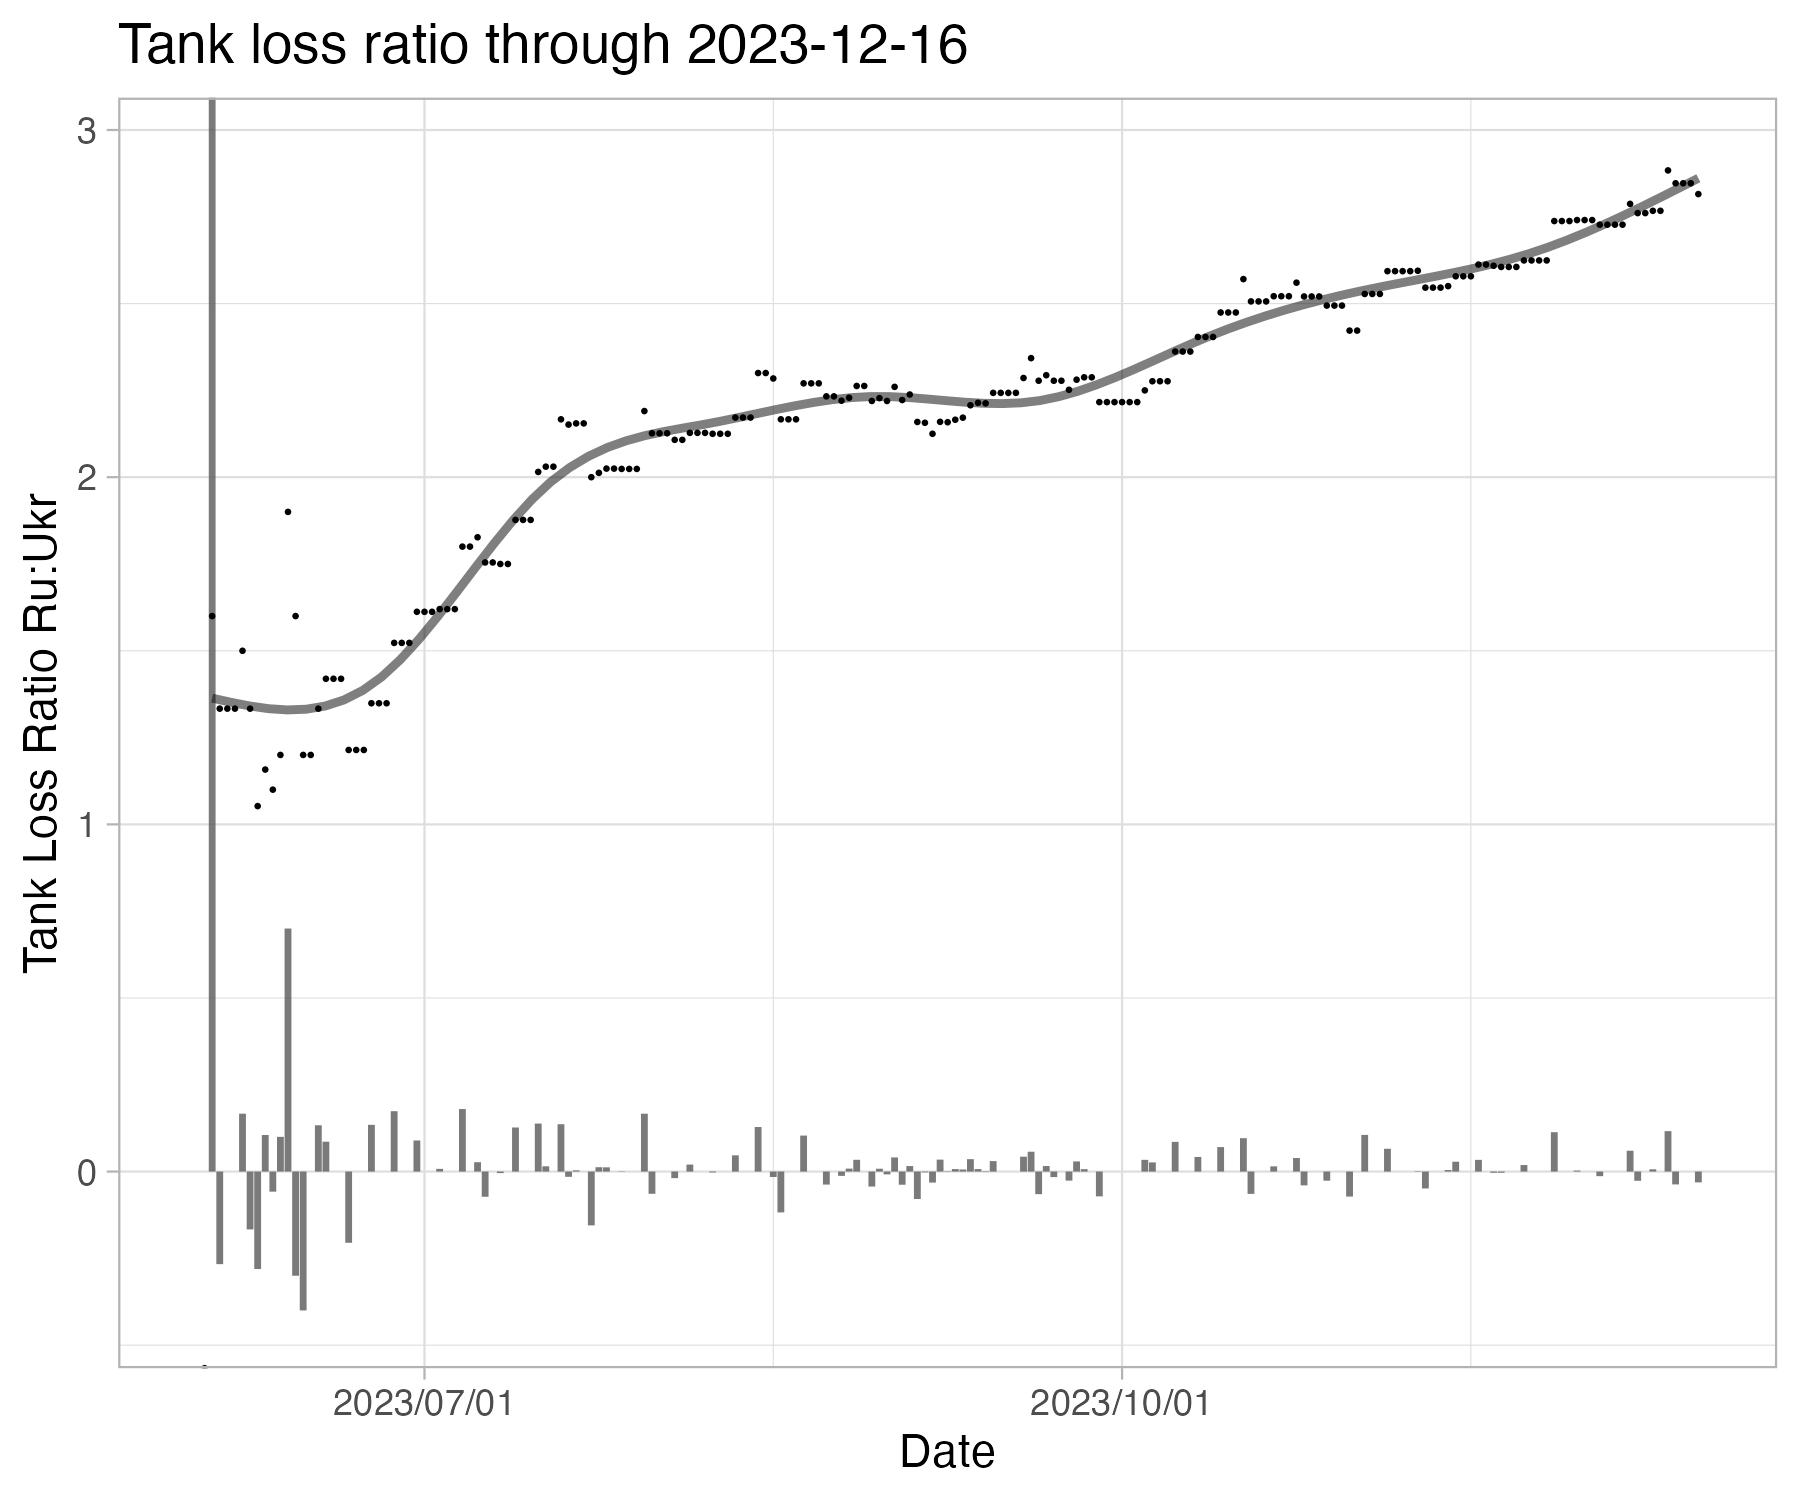 Tank loss ratio through 2023-12-16
Tank Loss Ratio Ru:Ukr
3
2
1
0
2023/07/01
2023/10/01
Date